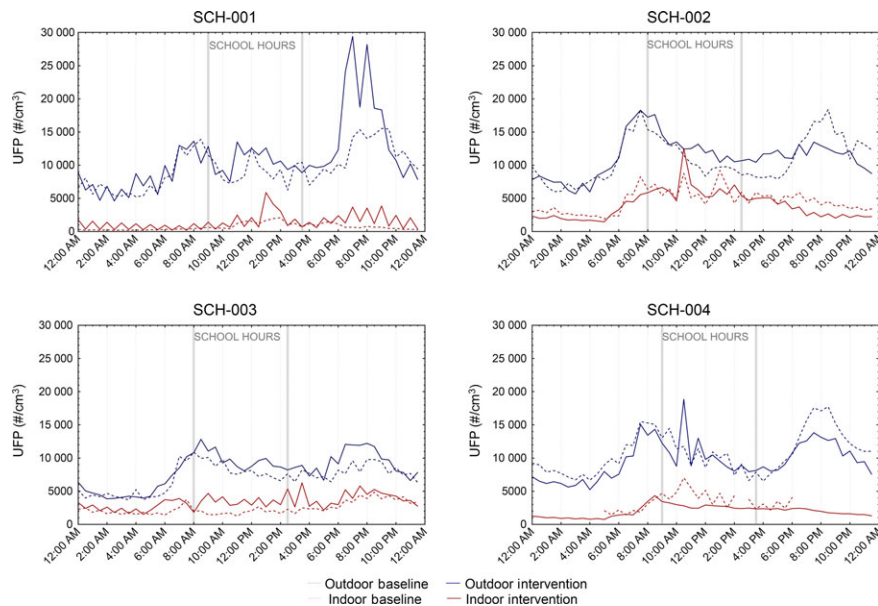 SCH-001
30 000
25 000
20 000
15 000
10 000
5000
0
UFP (#/cm³)
SCHOOL HOURS
12:00 AM
2:00 AM
4:00 AM
6:00 AM
8:00 AM
10:00 AM
12:00 PM
2:00 PM
4:00 PM
6:00 PM
8:00 PM
10:00 PM
12:00 AM
SCH-002
30 000
25 000
20 000
15 000
10 000
5000
0
UFP (#/cm³)
SCHOOL HOURS
12:00 AM
2:00 AM
4:00 AM
6:00 AM
8:00 AM
10:00 AM
12:00 PM
2:00 PM
4:00 PM
6:00 PM
8:00 PM
10:00 PM
12:00 AM
SCH-003
30 000
25 000
20 000
15 000
10 000
5000
0
UFP (#/cm³)
SCHOOL HOURS
12:00 AM
2:00 AM
4:00 AM
6:00 AM
8:00 AM
10:00 AM
12:00 PM
2:00 PM
4:00 PM
6:00 PM
8:00 PM
10:00 PM
12:00 AM
SCH-004
30 000
25 000
20 000
15 000
10 000
5000
0
UFP (#/cm³)
SCHOOL HOURS
12:00 AM
2:00 AM
4:00 AM
6:00 AM
8:00 AM
10:00 AM
12:00 PM
2:00 PM
4:00 PM
6:00 PM
8:00 PM
10:00 PM
12:00 AM
Outdoor baseline
Outdoor intervention
Indoor baseline
Indoor intervention